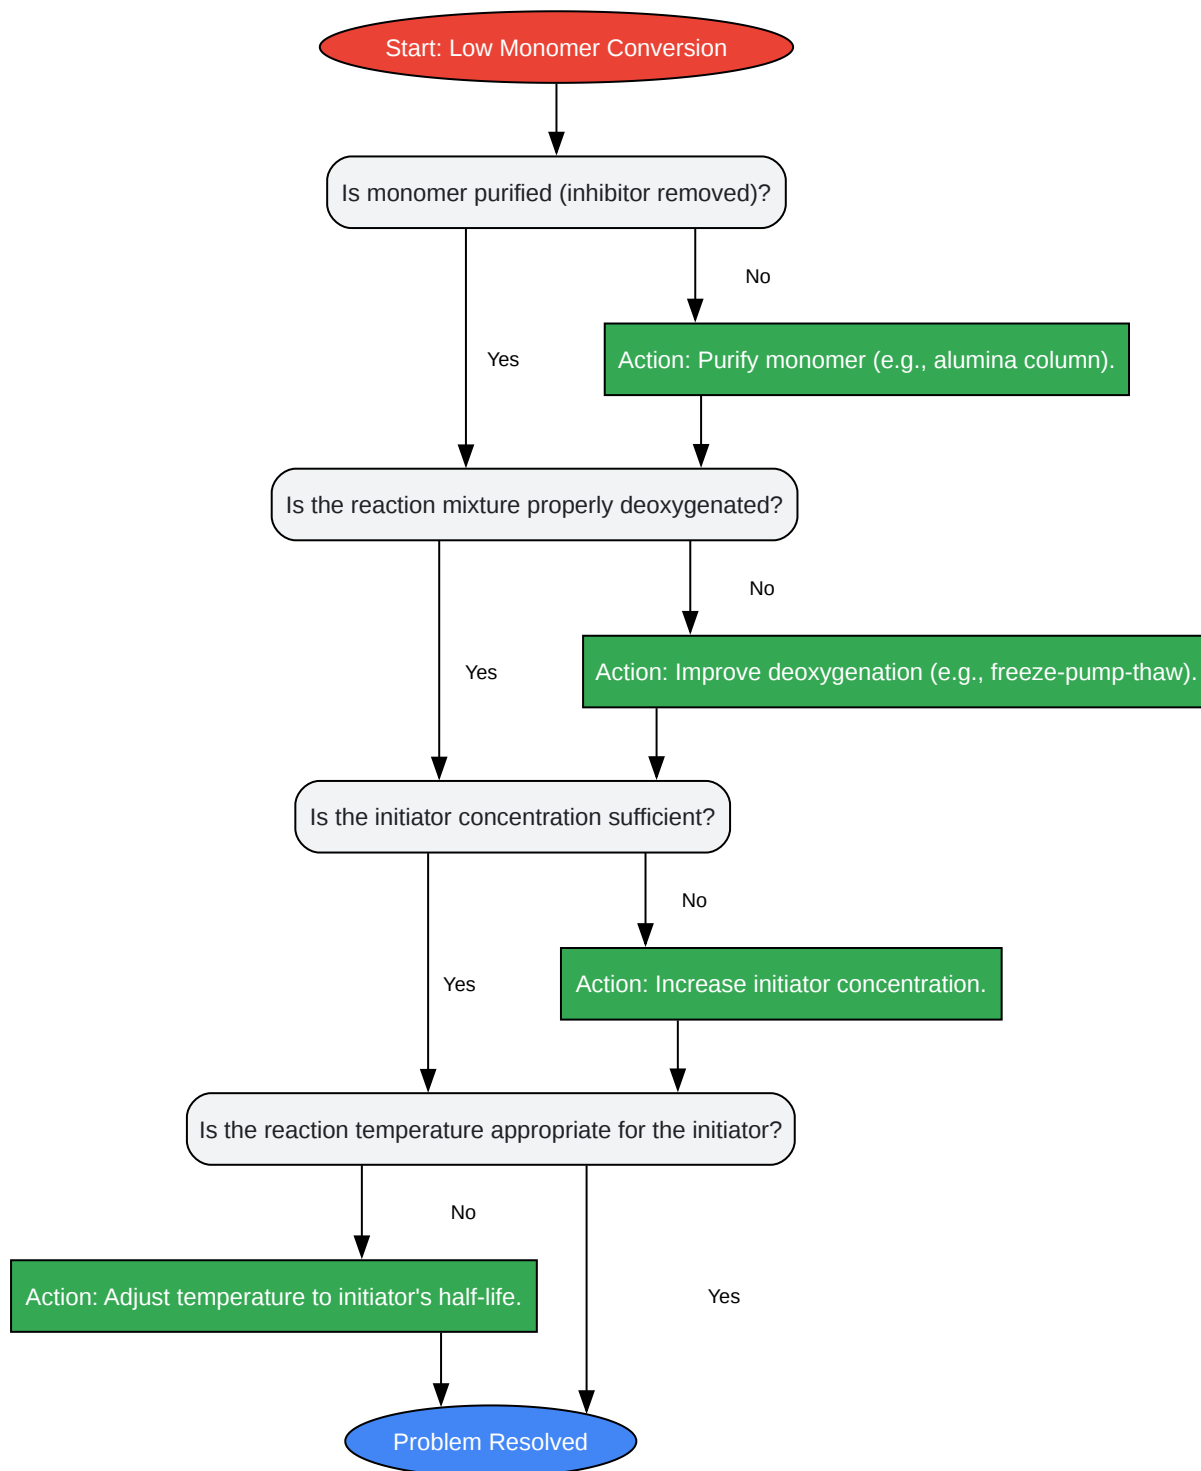 Start: Low Monomer Conversion
Is monomer purified (inhibitor removed)?
No
Yes
Action: Purify monomer (e.g., alumina column).
Is the reaction mixture properly deoxygenated?
No
Yes
Action: Improve deoxygenation (e.g., freeze-pump-thaw).
Is the initiator concentration sufficient?
No
Yes
Action: Increase initiator concentration.
Is the reaction temperature appropriate for the initiator?
No
Action: Adjust temperature to initiator's half-life.
Yes
Problem Resolved